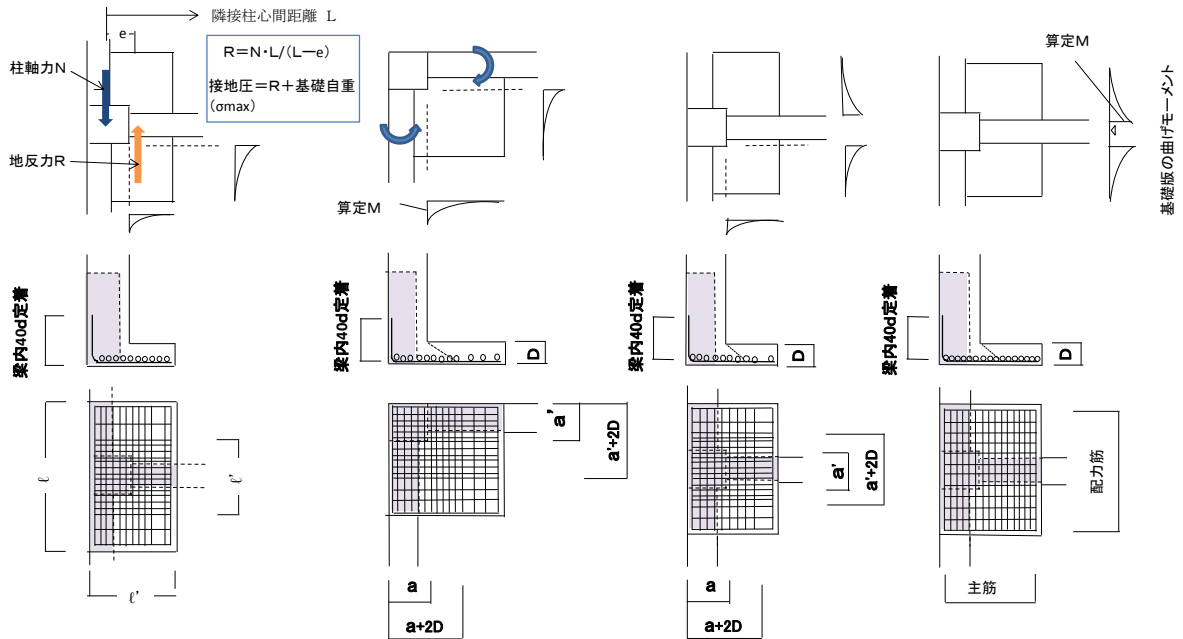 隣接柱心間距離 L
e
柱軸力N
R=N・L/(L―e)
接地圧=R+基礎自重
(σmax)
地反力R
算定M
算定M
基礎版の曲げモーメント
梁内40d定着
梁内40d定着
D
梁内40d定着
D
梁内40d定着
D
ℓ
ℓ'
ℓ'
a'
a'+2D
a
a+2D
a'
a'+2D
a
a+2D
配力筋
主筋